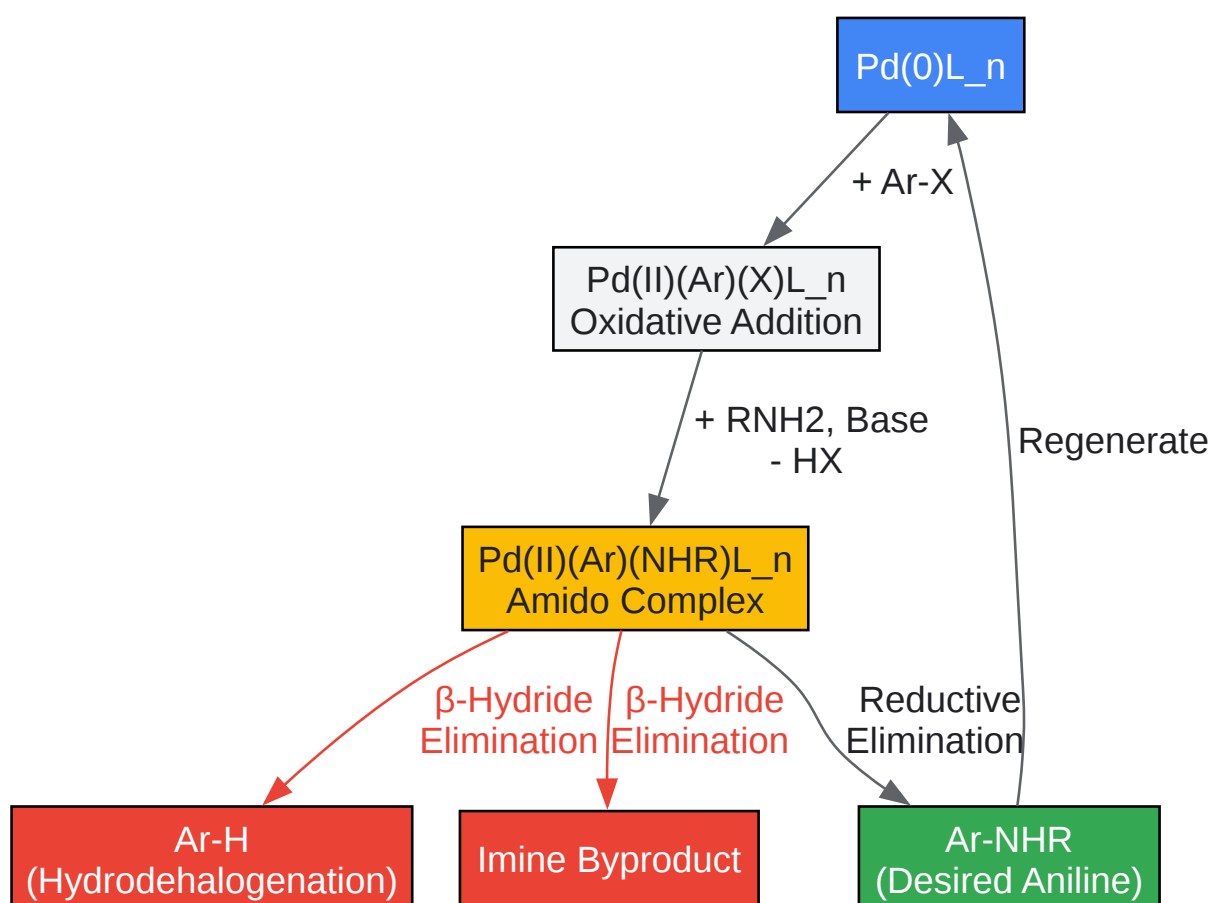 Pd(0)L_n
+ Ar-X
Pd(II)(Ar)(X)L_n
Oxidative Addition
+ RNH2, Base
- HX
Regenerate
Pd(II)(Ar)(NHR)L_n
Amido Complex
β-Hydride
Elimination
β-Hydride
Elimination
Reductive
Elimination
Ar-H
(Hydrodehalogenation)
Imine Byproduct
Ar-NHR
(Desired Aniline)